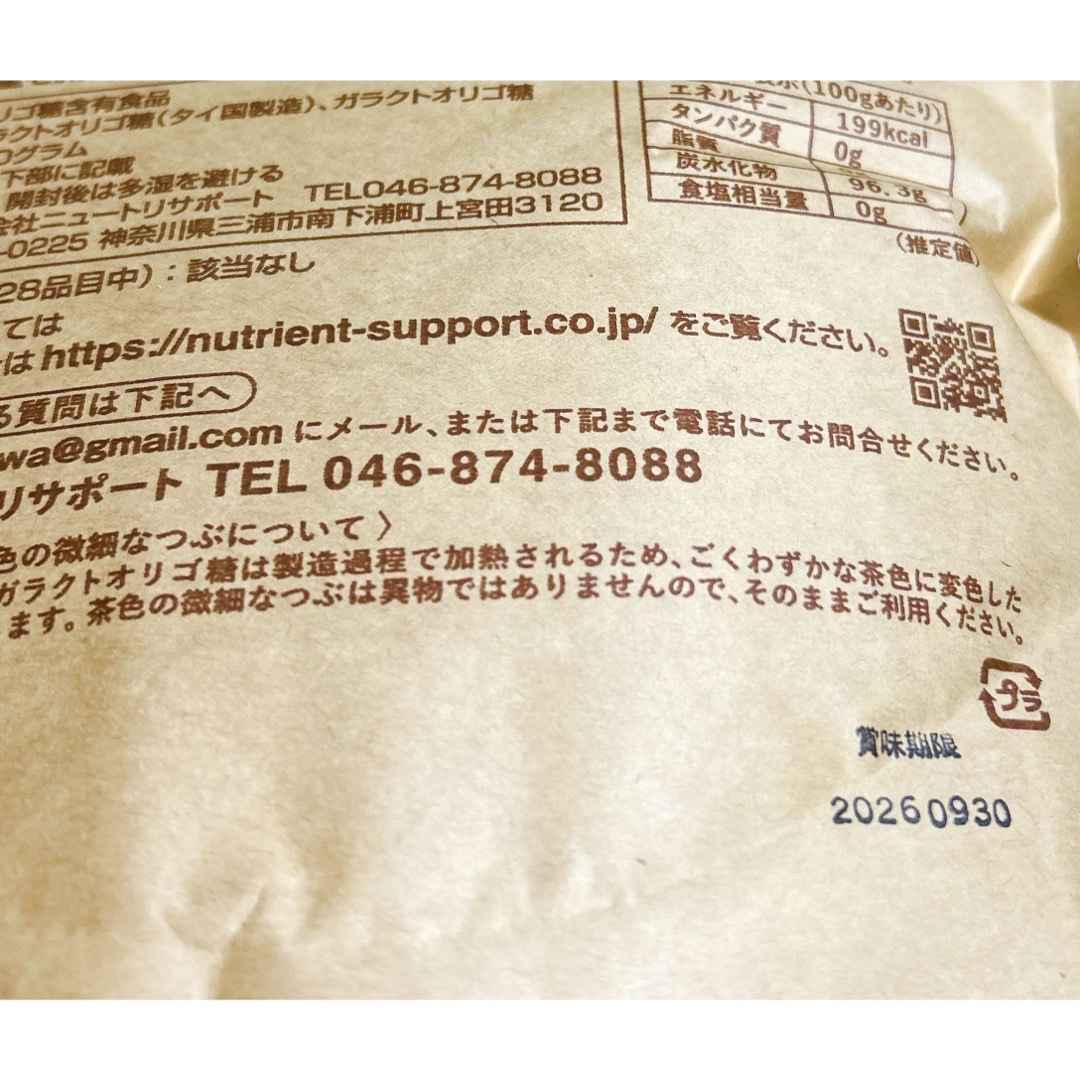 リゴ糖含有食品
ラクトオリゴ糖(タイ国製造)、ガラクトオリゴ糖
0グラム
下部に記載
開封後は多湿を避ける
会社ニュートリサポート TEL046-874-8088
-0225 神奈川県三浦市南下浦町上宮田3120
(100gあたり)
エネルギー 199kcal
タンパク質 0g
脂質
炭水化物 96.3g
食塩相当量 0g
(推定値)
28品目中):該当なし
ては
はhttps://nutrient-support.co.jp/ をご覧ください。
る質問は下記へ
wa@gmail.com にメール、または下記まで電話にてお問合せください。
リサポート TEL 046-874-8088
色の微細なつぶについて〉
ガラクトオリゴ糖は製造過程で加熱されるため、ごくわずかな茶色に変色した
ます。茶色の微細なつぶは異物ではありませんので、そのままご利用ください。
プラ
賞味期限
20260930